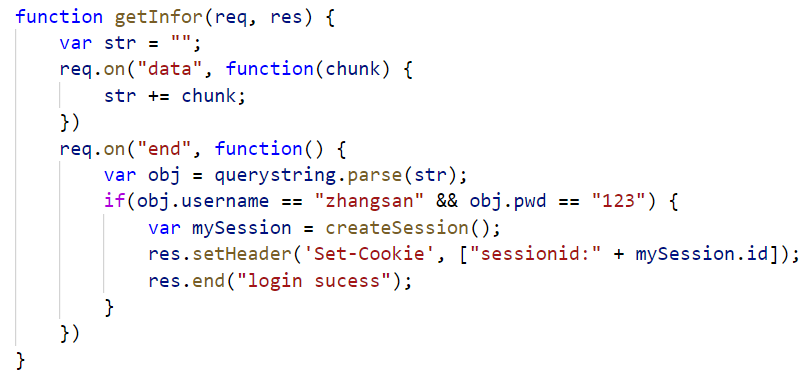 function getInfor(req, res) {
    var str = "";
    req.on("data", function(chunk) {
        str += chunk;
    })
    req.on("end", function() {
        var obj = querystring.parse(str);
        if(obj.username == "zhangsan" && obj.pwd == "123") {
            var mySession = createSession();
            res.setHeader('Set-Cookie', ["sessionid:" + mySession.id]);
            res.end("login sucess");
        }
    })
}